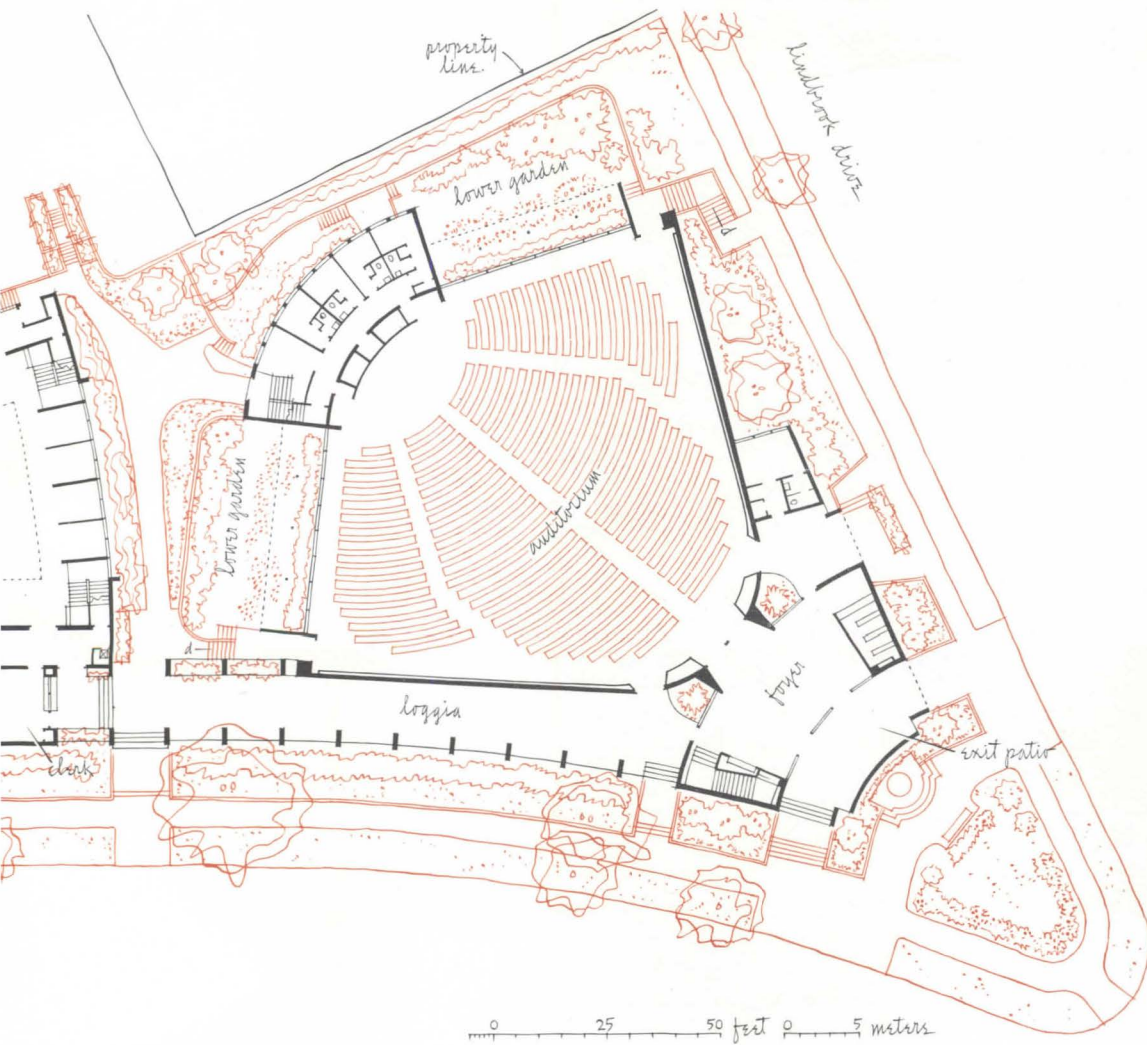 property
line
lindbrook drive
lower garden
d
lower garden
auditorium
d
foyer
loggia
clerk
exit patio
0 25 50 feet 0 5 meters